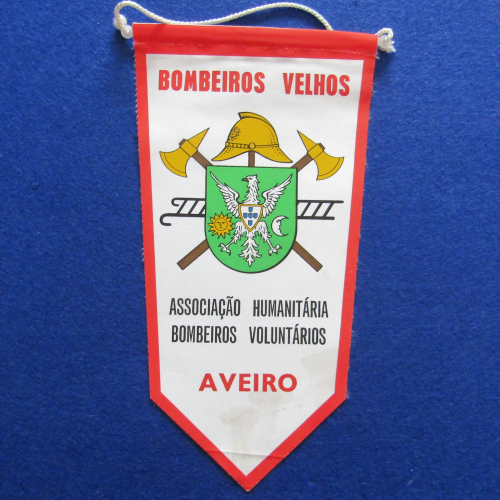 BOMBEIROS VELHOS
ASSOCIAÇÃO HUMANITÁRIA
BOMBEIROS VOLUNTÁRIOS
AVEIRO